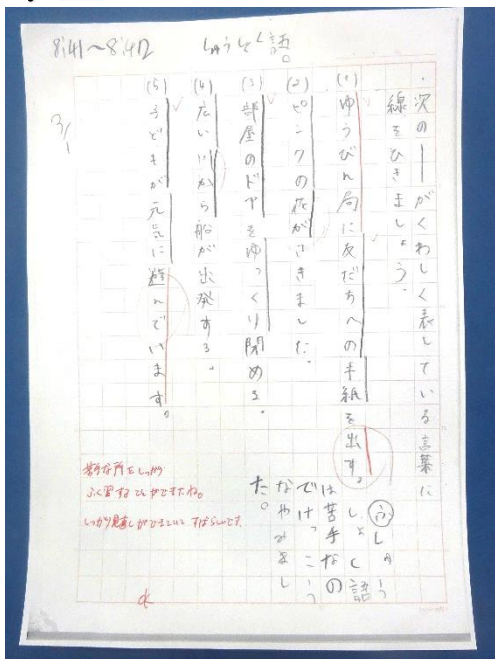 8:41〜8:42
しゅうしょく語。
・次の――がくわしく表している言葉に
線をひきましょう。
(1) ゆうびん局に友だちへの手紙を出す。
(2) ピンクの花がさきました。
(3) 部屋のドアをゆっくり閉める。
(4) 広い川から船が出発する。
(5) 子どもが元気に遊んでいます。
ふ しゅう
しょく語
は苦手なの
でけっこう
なやみまし
た。
苦手な所をしっかり
ふく習することができたね。
しっかり見直しができていて すばらしいです。